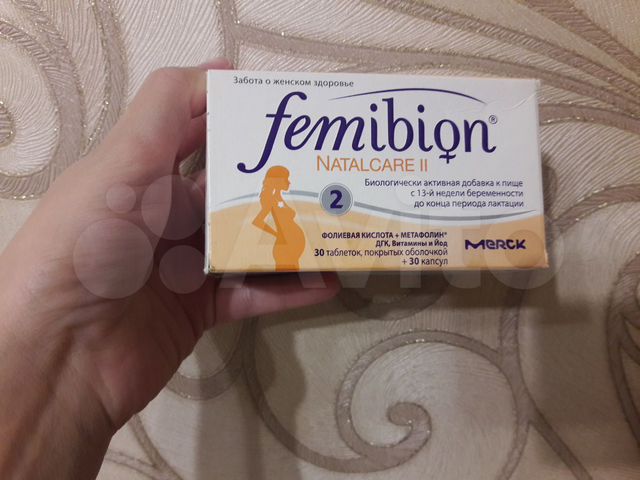 Забота о женском здоровье
femibion®
NATALCARE II
2
Биологически активная добавка к пище
с 13-й недели беременности
до конца периода лактации
ФОЛИЕВАЯ КИСЛОТА + МЕТАФОЛИН®
ДГК, Витамины и Йод
30 таблеток, покрытых оболочкой
+ 30 капсул
MERCK
Avito